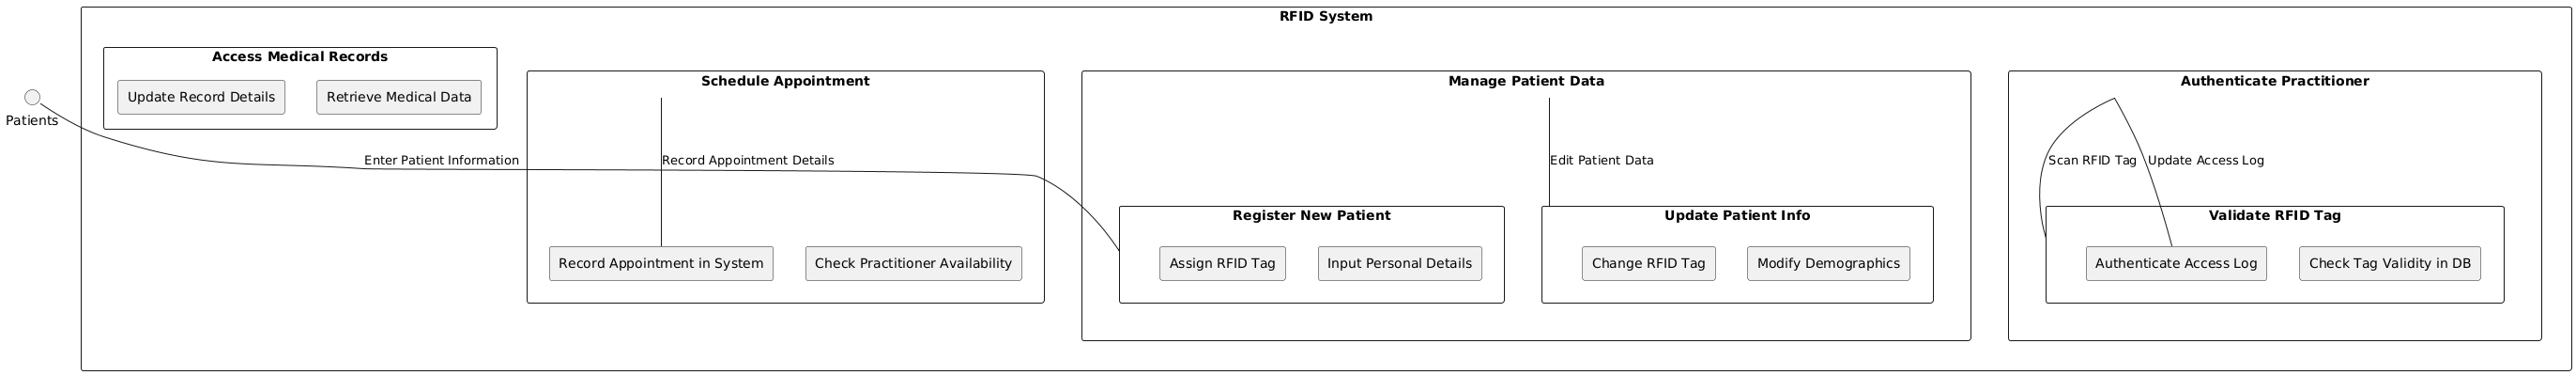 RFID System
Access Medical Records
Update Record Details
Retrieve Medical Data
Patients
Schedule Appointment
Enter Patient Information
Record Appointment Details
Record Appointment in System
Check Practitioner Availability
Manage Patient Data
Edit Patient Data
Register New Patient
Assign RFID Tag
Input Personal Details
Update Patient Info
Change RFID Tag
Modify Demographics
Authenticate Practitioner
Scan RFID Tag
Update Access Log
Validate RFID Tag
Authenticate Access Log
Check Tag Validity in DB